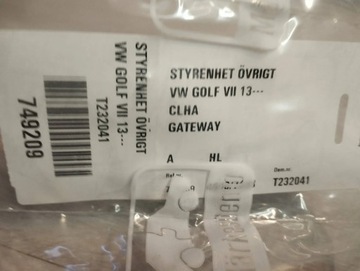 STYRENHET ÖVRIGT
VW GOLF VII 13---
T232041
749209
STYRENHET ÖVRIGT
VW GOLF VII 13---
CLHA
GATEWAY
A HL
T232041